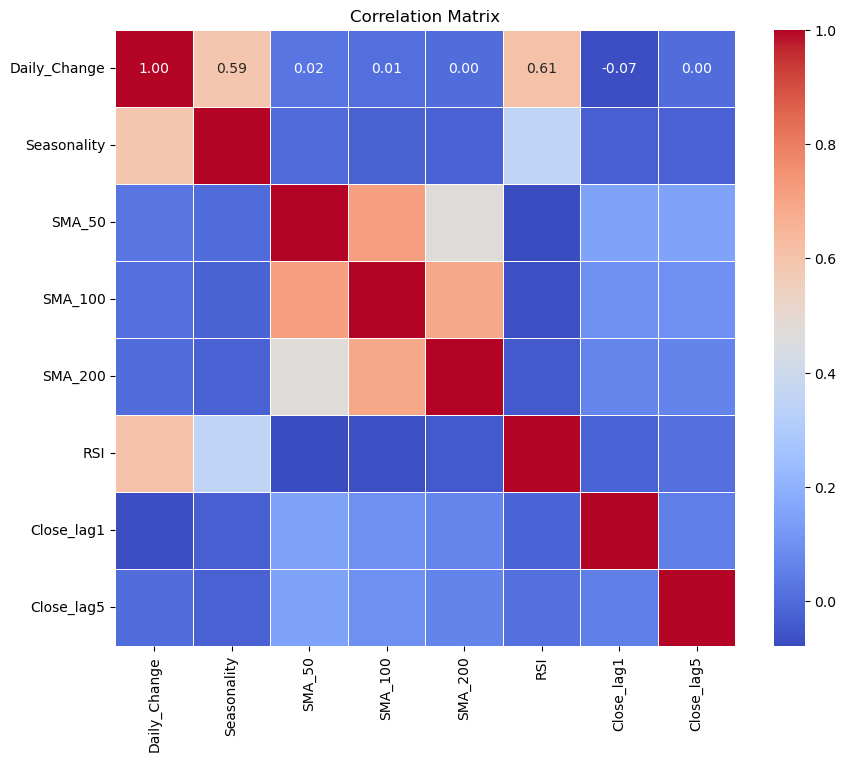 Correlation Matrix
Daily_Change 1.00 0.59 0.02 0.01 0.00 0.61 -0.07 0.00
Seasonality
SMA_50
SMA_100
SMA_200
RSI
Close_lag1
Close_lag5
Daily_Change Seasonality SMA_50 SMA_100 SMA_200 RSI Close_lag1 Close_lag5
1.0
0.8
0.6
0.4
0.2
0.0